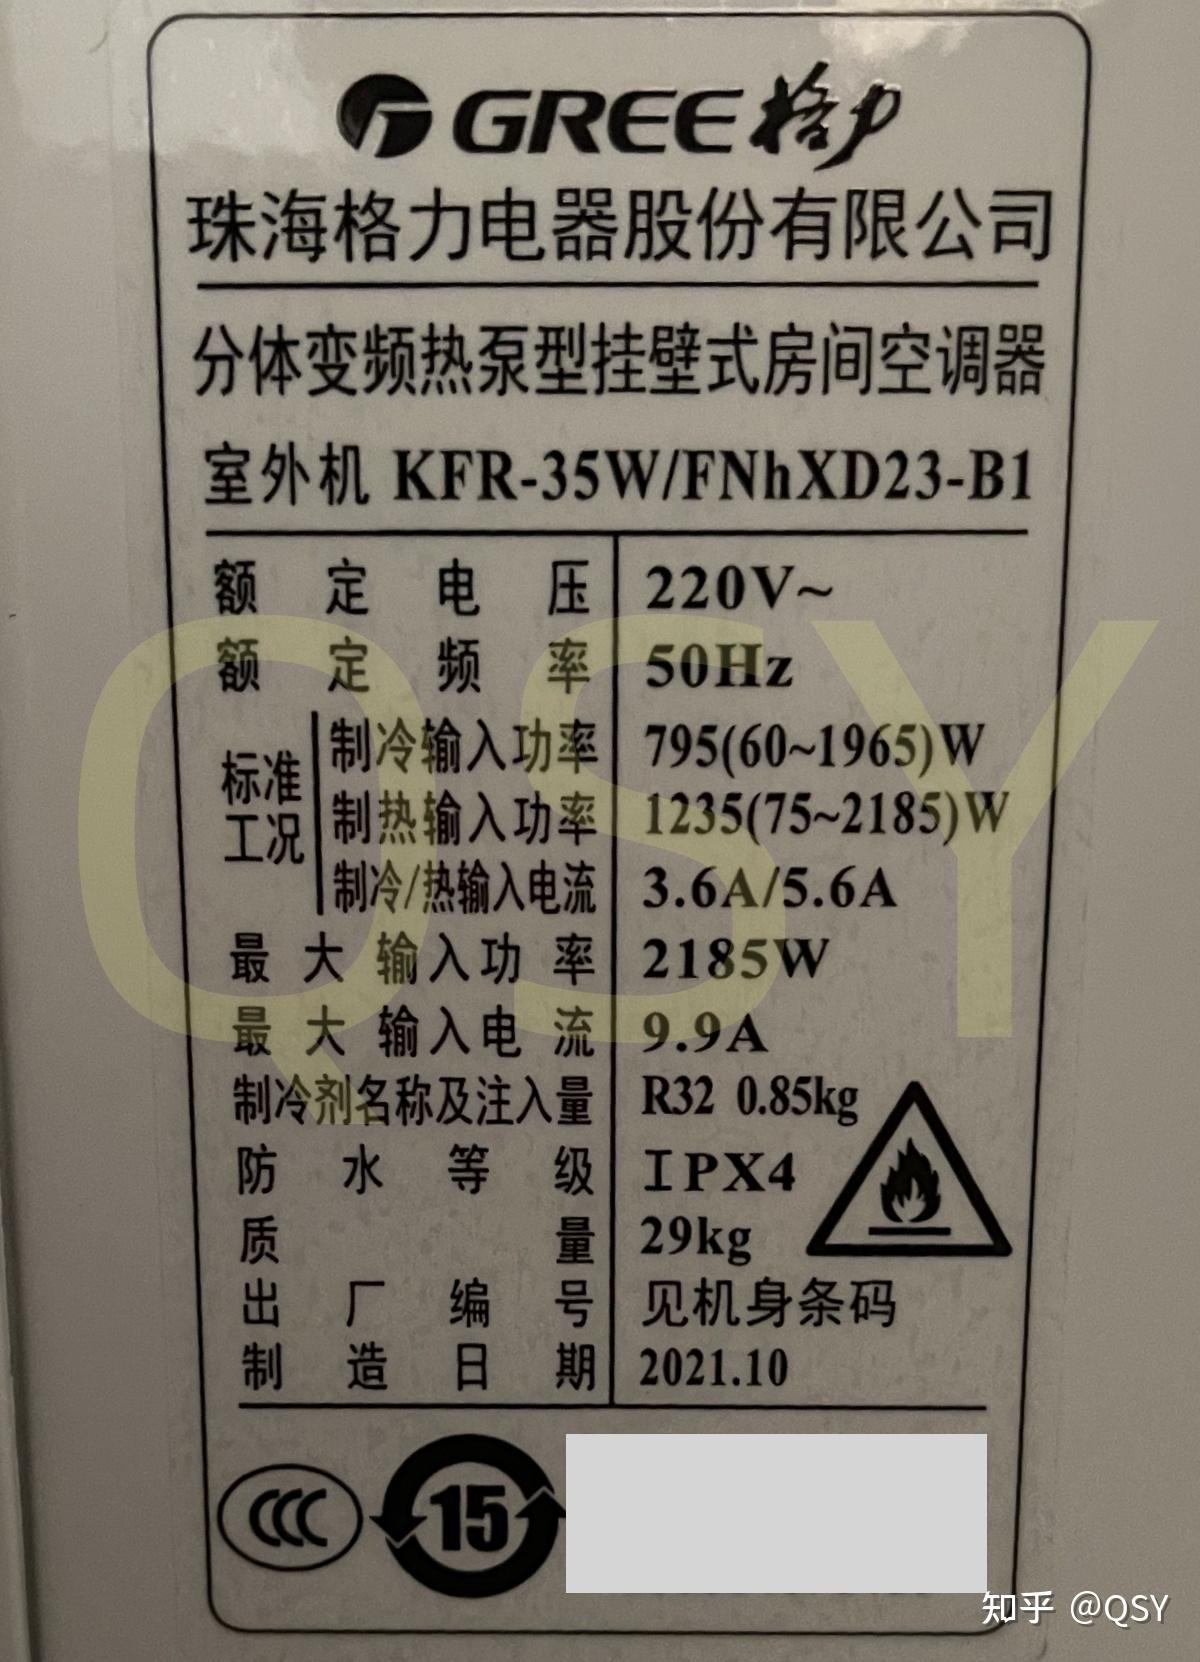 GREE 格力
珠海格力电器股份有限公司
分体变频热泵型挂壁式房间空调器
室外机 KFR-35W/FNhXD23-B1
额定电压 220V~
额定频率 50Hz
标准工况
制冷输入功率 795(60~1965)W
制热输入功率 1235(75~2185)W
制冷/热输入电流 3.6A/5.6A
最大输入功率 2185W
最大输入电流 9.9A
制冷剂名称及注入量 R32 0.85kg
防水等级 IPX4
质量 29kg
出厂编号 见机身条码
制造日期 2021.10
CCC 15
QSY
知乎 @QSY